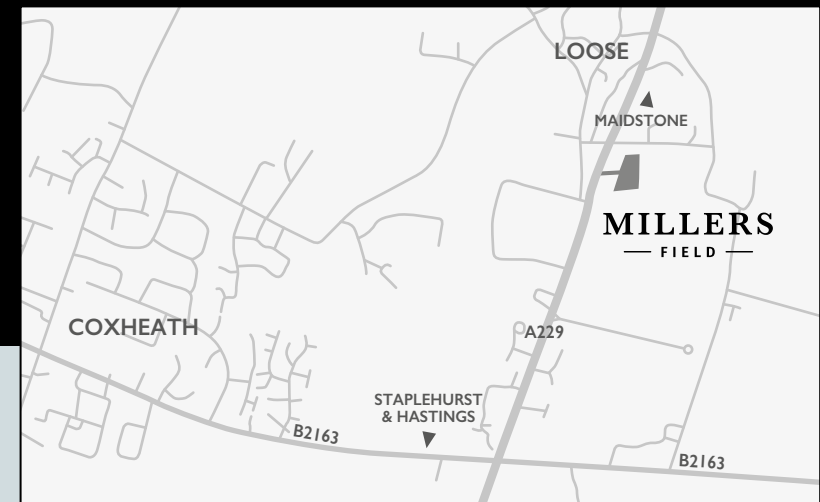 LOOSE
MAIDSTONE
MILLERS
FIELD
COXHEATH
A229
STAPLEHURST
& HASTINGS
B2163
B2163